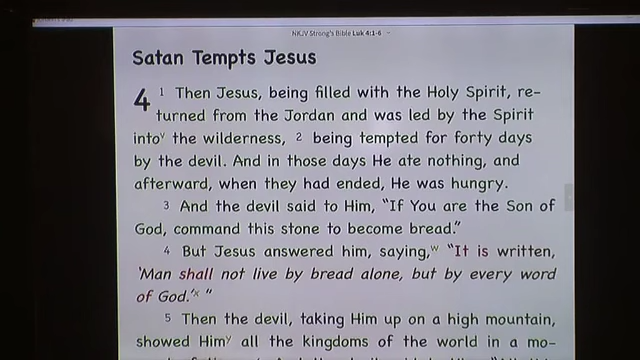 NKJV Strong's Bible Luk 4:1-6
Satan Tempts Jesus
4 1 Then Jesus, being filled with the Holy Spirit, re-
turned from the Jordan and was led by the Spirit
intoᵛ the wilderness, 2 being tempted for forty days
by the devil. And in those days He ate nothing, and
afterward, when they had ended, He was hungry.
3 And the devil said to Him, “If You are the Son of
God, command this stone to become bread.”
4 But Jesus answered him, saying,ʷ “It is written,
‘Man shall not live by bread alone, but by every word
of God.’ˣ ”
5 Then the devil, taking Him up on a high mountain,
showed Himʸ all the kingdoms of the world in a mo-